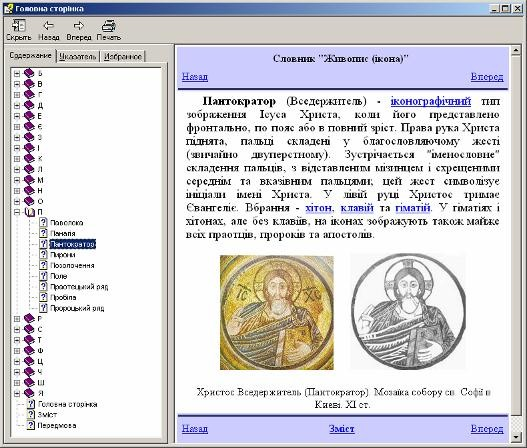 Головна сторінка
Скрыть Назад Вперед Печать
Содержание Указатель Избранное
Б
В
Г
Д
Е
Є
З
І
К
Л
М
Н
О
П
Поволока
Панагія
Пантократор
Пирони
Позолочення
Поле
Праотецький ряд
Пробіла
Пророцький ряд
Р
С
Т
Ф
Ц
Ч
Ш
Я
Головна сторінка
Зміст
Передмова
Словник "Живопис (ікона)"
Назад Вперед
Пантократор (Вседержитель) - іконографічний тип
зображення Ісуса Христа, коли його представлено
фронтально, по пояс або в повний зріст. Права рука Христа
піднята, пальці складені у благословляючому жесті
(звичайно двуперстному). Зустрічається "іменословне"
складення пальців, з відставленим мізинцем і схрещеними
середнім та вказівним пальцями; цей жест символізує
ініціали імені Христа. У лівій руці Христос тримає
Євангеліє. Вбрання - хітон, клавій та гіматій. У гіматіях і
хітонах, але без клавіїв, на іконах зображують також майже
всіх праотців, пророків та апостолів.
Христос Вседержитель (Пантократор). Мозаїка собору св. Софії в
Києві. XI ст.
Назад Зміст Вперед